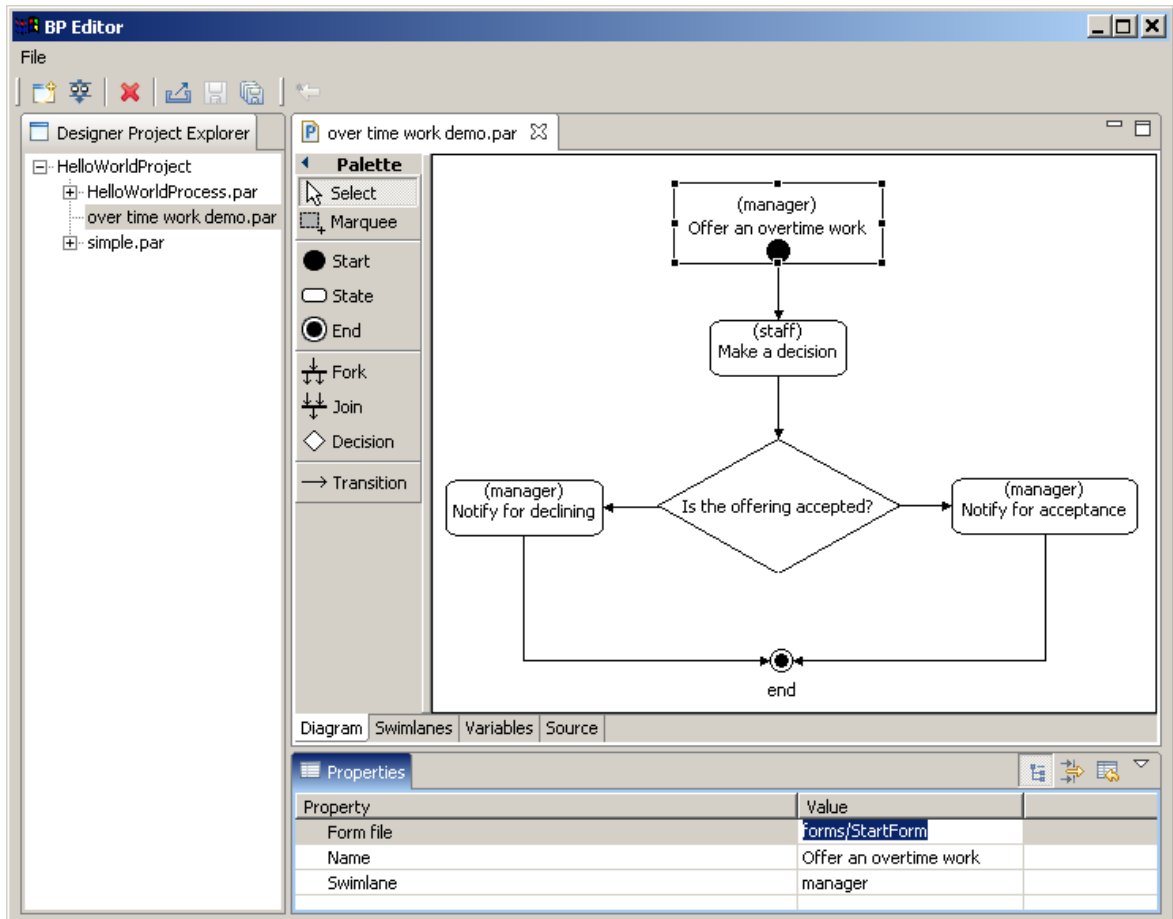 BP Editor
File
Designer Project Explorer
HelloWorldProject
HelloWorldProcess.par
over time work demo.par
simple.par
over time work demo.par
Palette
Select
Marquee
Start
State
End
Fork
Join
Decision
Transition
(manager)
Offer an overtime work
(staff)
Make a decision
Is the offering accepted?
(manager)
Notify for declining
(manager)
Notify for acceptance
end
Diagram Swimlanes Variables Source
Properties
Property Value
Form file forms/StartForm
Name Offer an overtime work
Swimlane manager